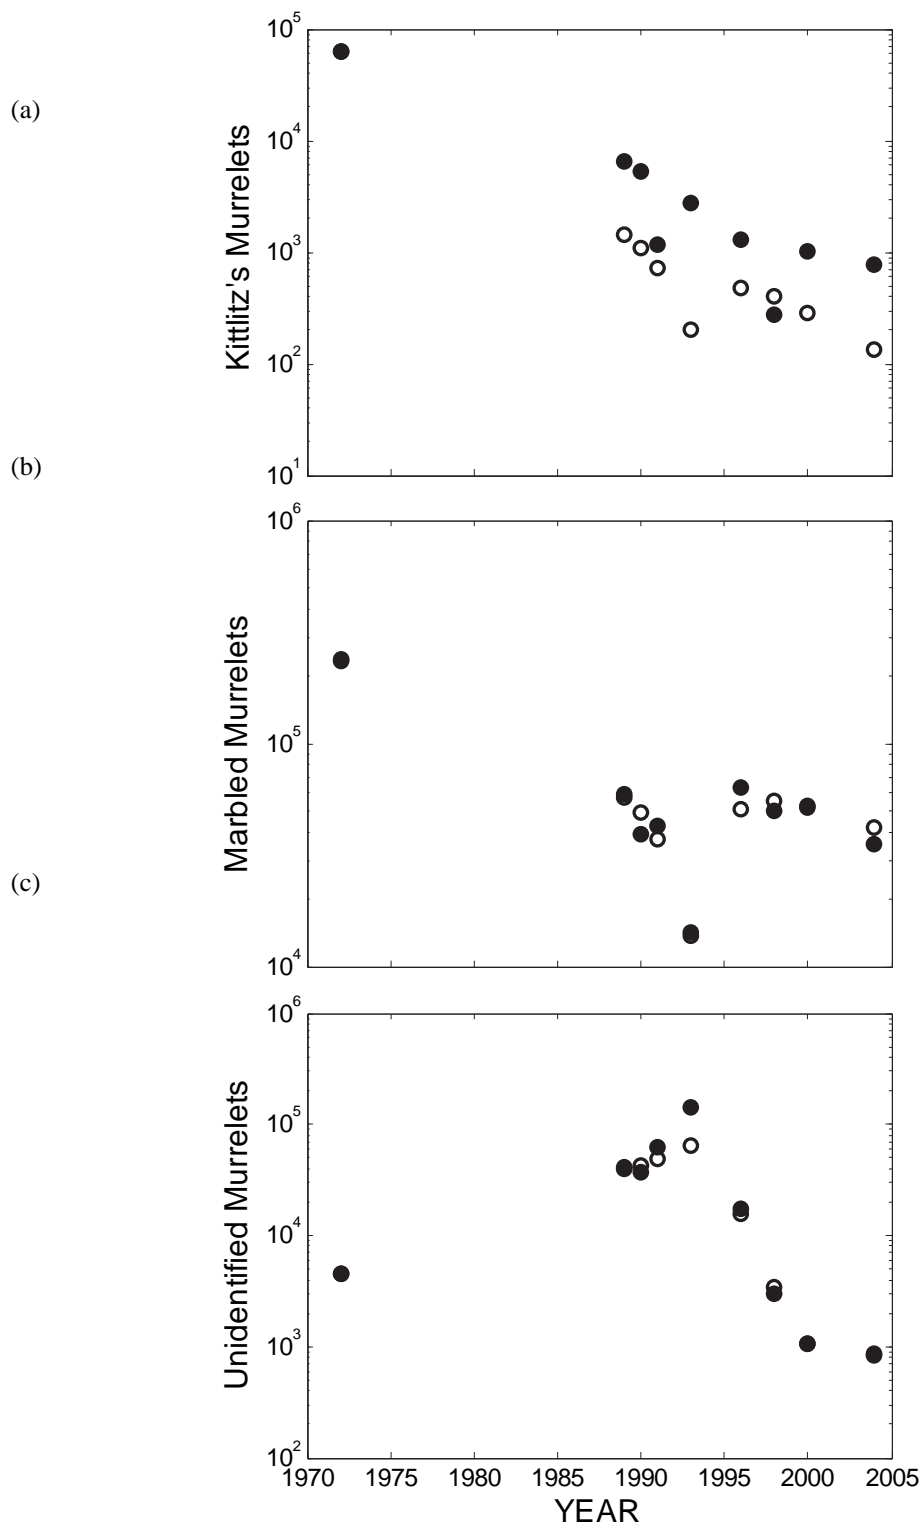 (a)
Kittlitz's Murrelets
10^5
10^4
10^3
10^2
10^1
(b)
Marbled Murrelets
10^6
10^5
10^4
(c)
Unidentified Murrelets
10^6
10^5
10^4
10^3
10^2
1970 1975 1980 1985 1990 1995 2000 2005
YEAR